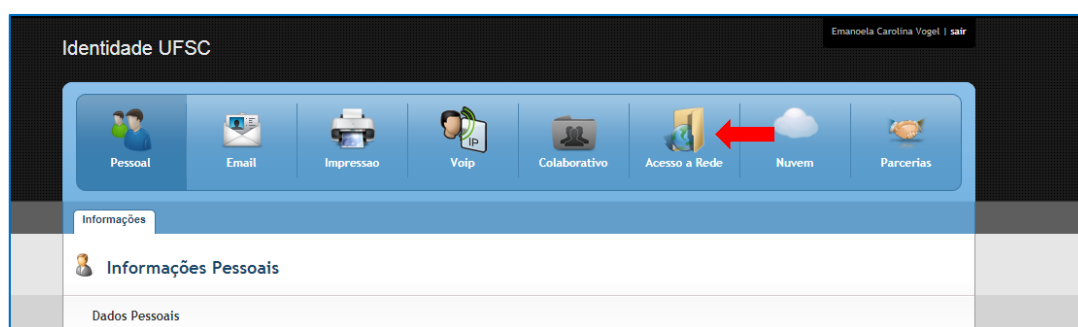 Emanoela Carolina Vogel | sair
Identidade UFSC
IP
Pessoal Email Impressao Voip Colaborativo Acesso a Rede Nuvem Parcerias
Informações
Informações Pessoais
Dados Pessoais